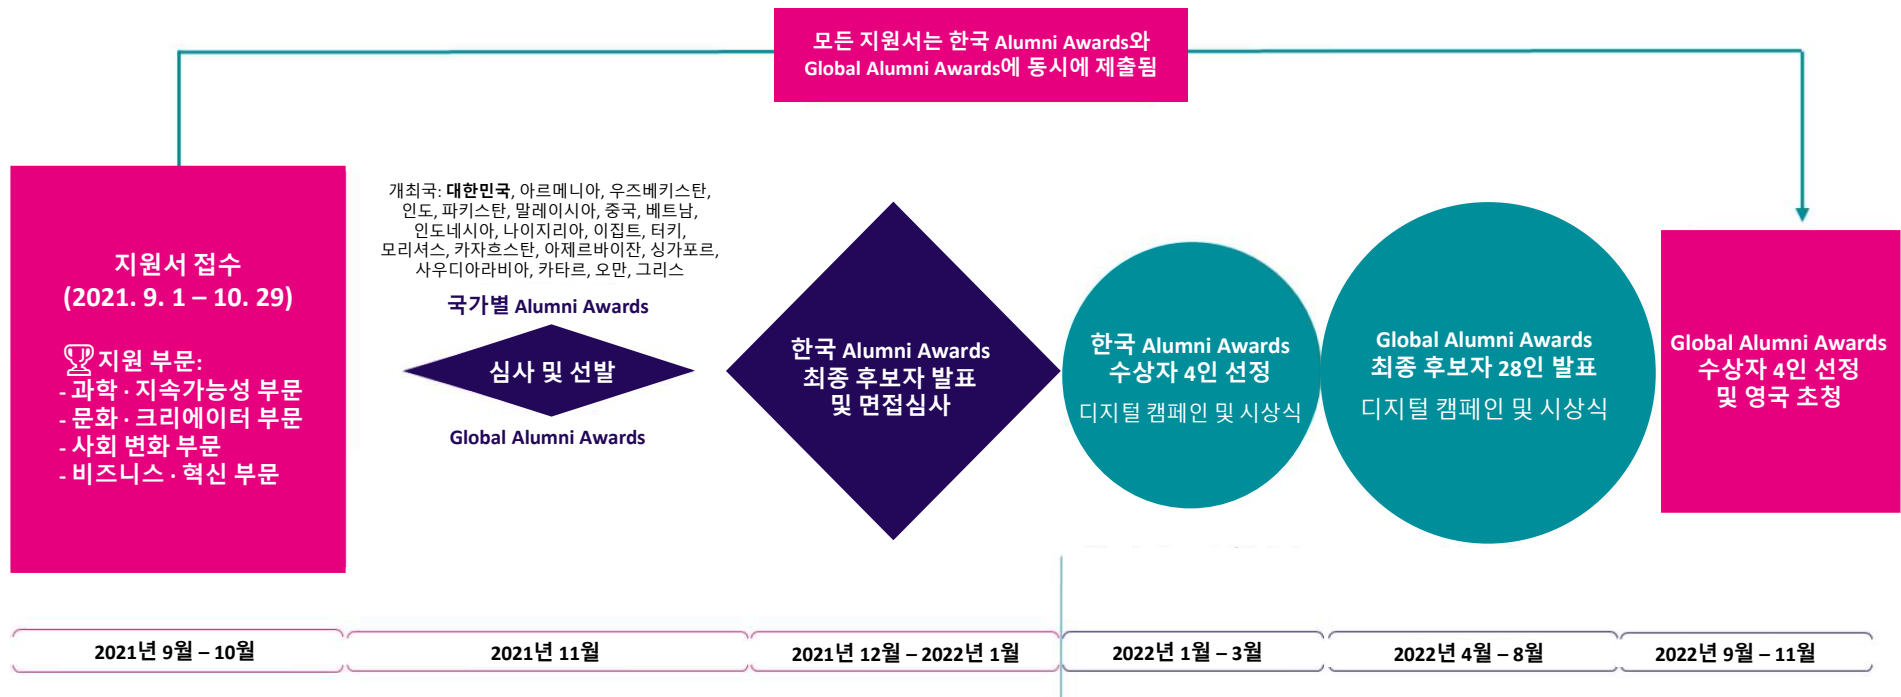 모든 지원서는 한국 Alumni Awards와
Global Alumni Awards에 동시에 제출됨
지원서 접수
(2021. 9. 1 – 10. 29)
지원 부문:
- 과학 · 지속가능성 부문
- 문화 · 크리에이터 부문
- 사회 변화 부문
- 비즈니스 · 혁신 부문
개최국: 대한민국, 아르메니아, 우즈베키스탄,
인도, 파키스탄, 말레이시아, 중국, 베트남,
인도네시아, 나이지리아, 이집트, 터키,
모리셔스, 카자흐스탄, 아제르바이잔, 싱가포르,
사우디아라비아, 카타르, 오만, 그리스
국가별 Alumni Awards
심사 및 선발
Global Alumni Awards
한국 Alumni Awards
최종 후보자 발표
및 면접심사
한국 Alumni Awards
수상자 4인 선정
디지털 캠페인 및 시상식
Global Alumni Awards
최종 후보자 28인 발표
디지털 캠페인 및 시상식
Global Alumni Awards
수상자 4인 선정
및 영국 초청
2021년 9월 – 10월
2021년 11월
2021년 12월 – 2022년 1월
2022년 1월 – 3월
2022년 4월 – 8월
2022년 9월 – 11월